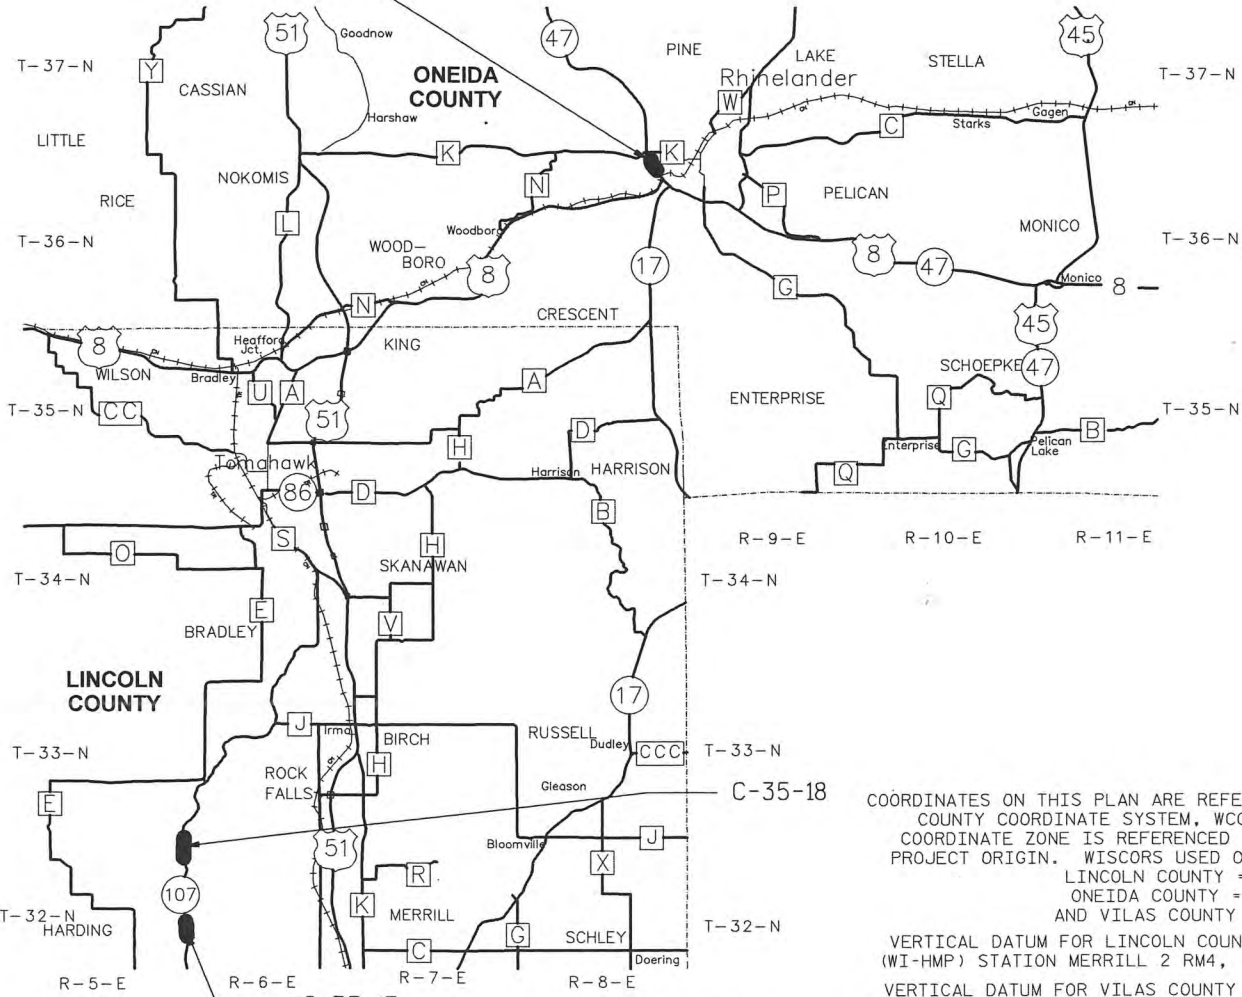 51
47
45
PINE
LAKE
STELLA
Goodnow
T-37-N
Y
ONEIDA
COUNTY
Rhinelander
T-37-N
CASSIAN
W
Harshaw
C
Starks
Gagen
LITTLE
K
K
NOKOMIS
N
P
PELICAN
RICE
L
Woodboro
MONICO
T-36-N
WOOD-
BORO
8
17
8
47
T-36-N
Monico
8
N
G
CRESCENT
45
8
Heafford
Jct.
KING
WILSON
Bradley
SCHOEPKE
47
U
A
A
ENTERPRISE
Q
T-35-N
CC
51
T-35-N
D
B
H
Enterprise
G
Pelican
Lake
Tomahawk
Harrison
HARRISON
Q
86
D
B
R-9-E
R-10-E
R-11-E
S
O
H
T-34-N
SKANAWAN
T-34-N
E
V
BRADLEY
LINCOLN
COUNTY
17
J
Irma
BIRCH
RUSSELL
Dudley
CCC
T-33-N
T-33-N
ROCK
FALLS
H
Gleason
C-35-18
E
COORDINATES ON THIS PLAN ARE REFE
COUNTY COORDINATE SYSTEM, WCC
COORDINATE ZONE IS REFERENCED
PROJECT ORIGIN. WISCORS USED O
LINCOLN COUNTY =
ONEIDA COUNTY =
AND VILAS COUNTY
51
Bloomville
J
X
R
107
K
MERRILL
T-32-N
HARDING
G
SCHLEY
T-32-N
C
Doering
VERTICAL DATUM FOR LINCOLN COUN
(WI-HMP) STATION MERRILL 2 RM4,
VERTICAL DATUM FOR VILAS COUNTY
R-5-E
R-6-E
R-7-E
R-8-E